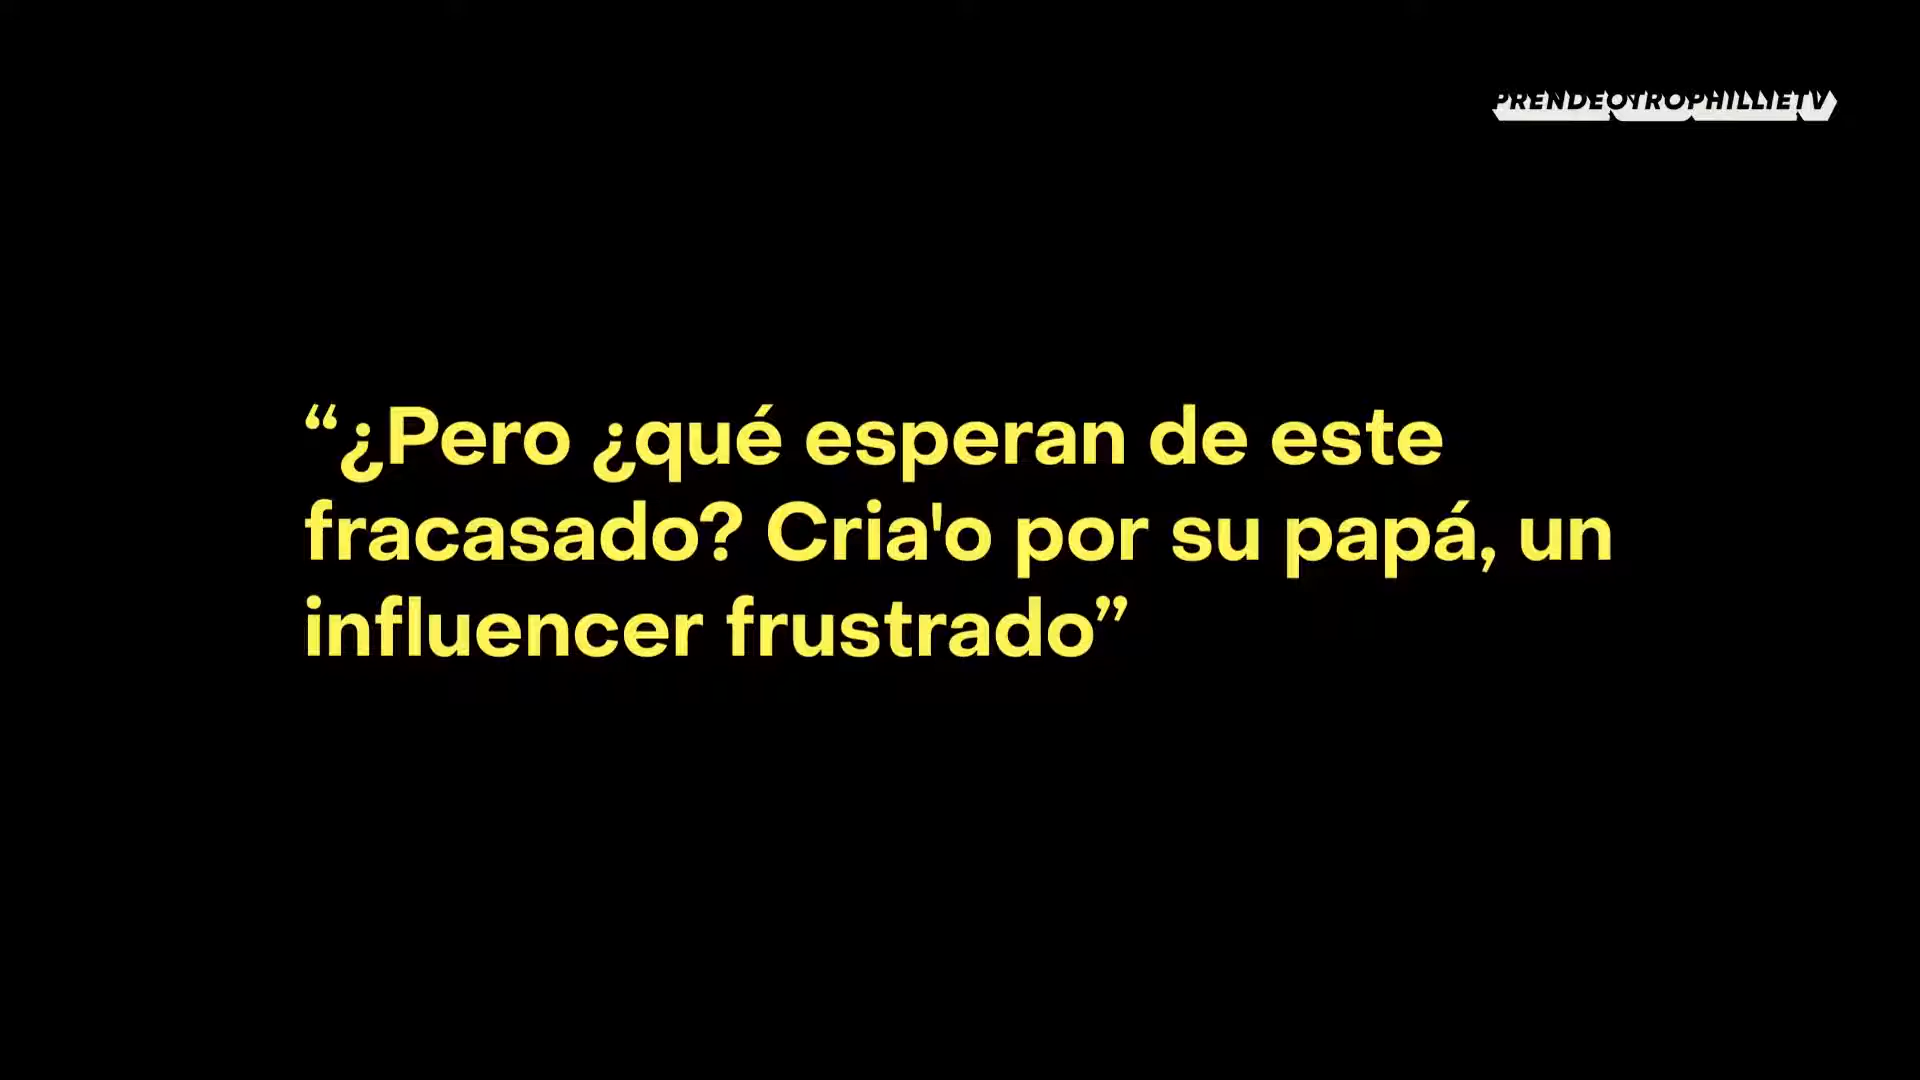 PRENDEOTROPHILLIETV
“¿Pero ¿qué esperan de este
fracasado? Cria'o por su papá, un
influencer frustrado”